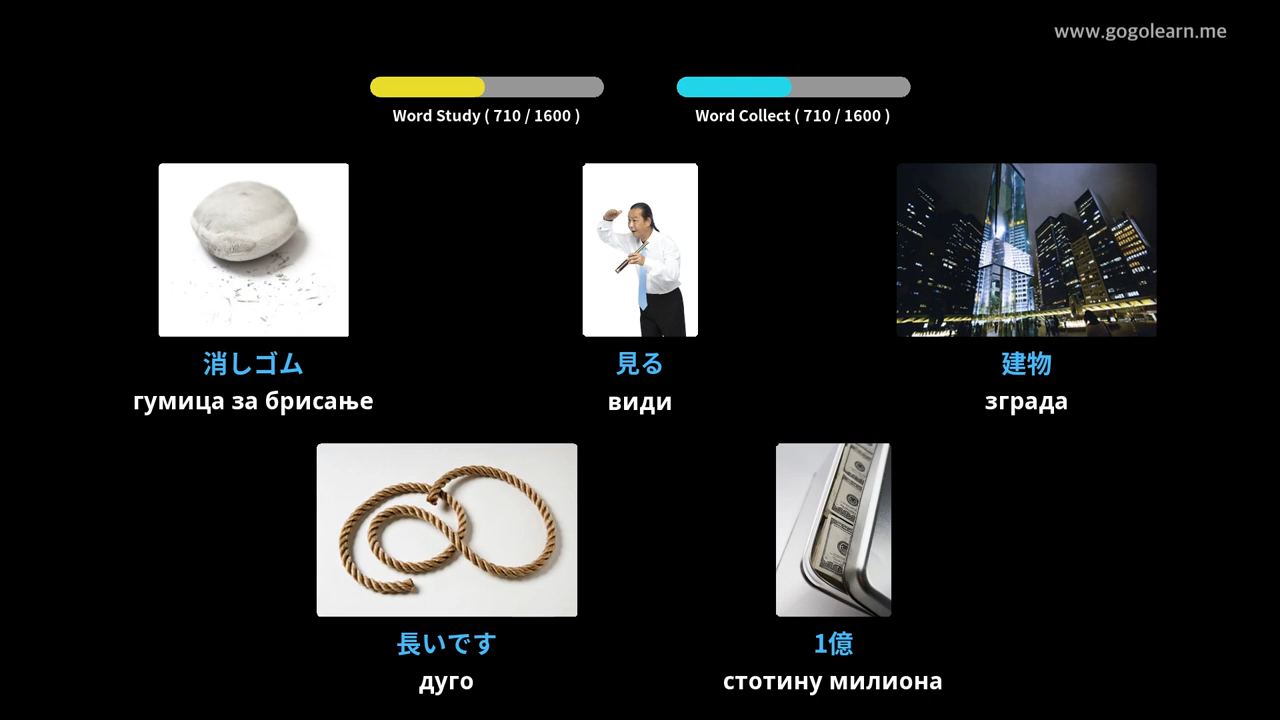 www.gogolearn.me
Word Study ( 710 / 1600 )
Word Collect ( 710 / 1600 )
消しゴム
гумица за брисање
見る
види
建物
зграда
長いです
дуго
1億
стотину милиона